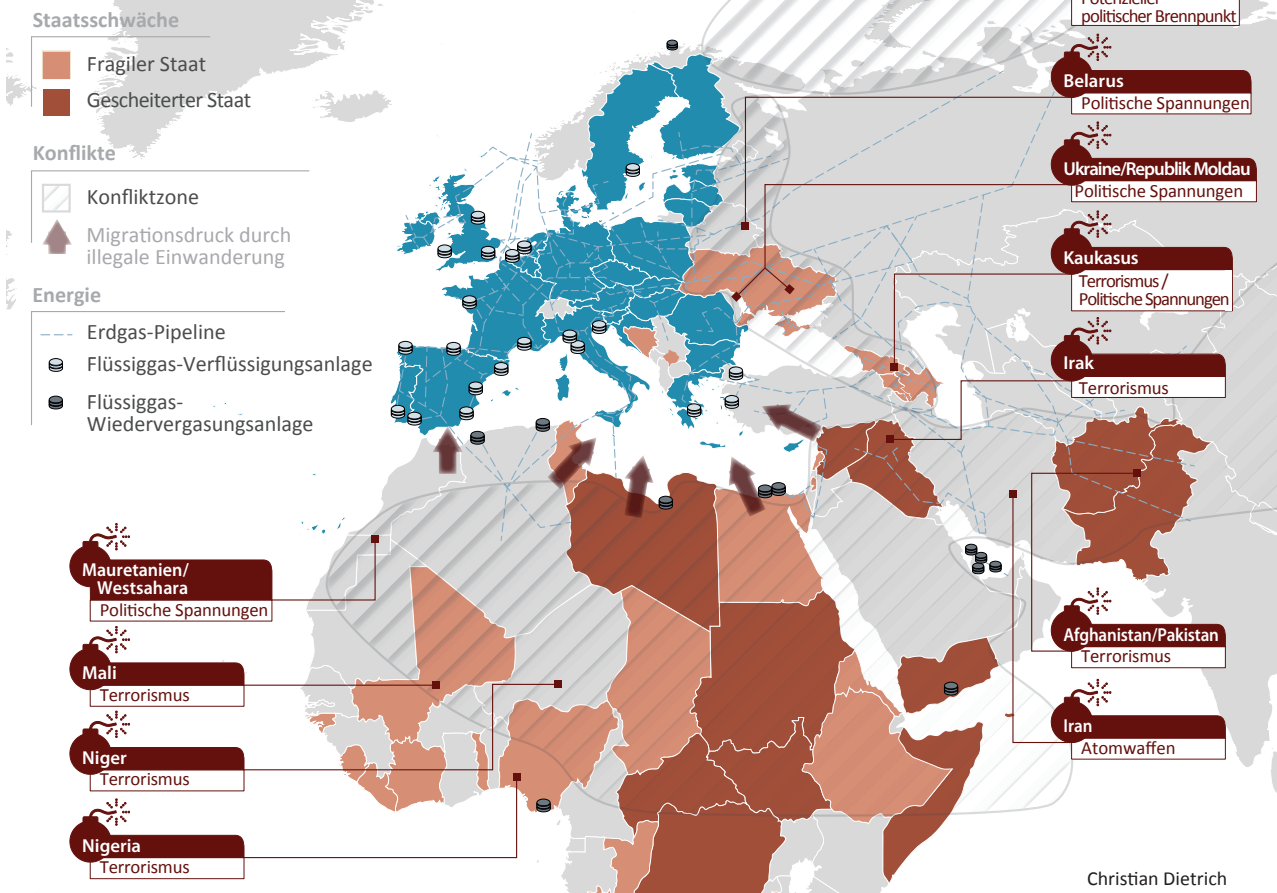 Staatsschwäche
Fragiler Staat
Gescheiterter Staat
Konflikte
Konfliktzone
Migrationsdruck durch
illegale Einwanderung
Energie
Erdgas-Pipeline
Flüssiggas-Verflüssigungsanlage
Flüssiggas-
Wiedervergasungsanlage
Mauretanien/
Westsahara
Politische Spannungen
Mali
Terrorismus
Niger
Terrorismus
Nigeria
Terrorismus
Potenzieller
politischer Brennpunkt
Belarus
Politische Spannungen
Ukraine/Republik Moldau
Politische Spannungen
Kaukasus
Terrorismus /
Politische Spannungen
Irak
Terrorismus
Afghanistan/Pakistan
Terrorismus
Iran
Atomwaffen
Christian Dietrich